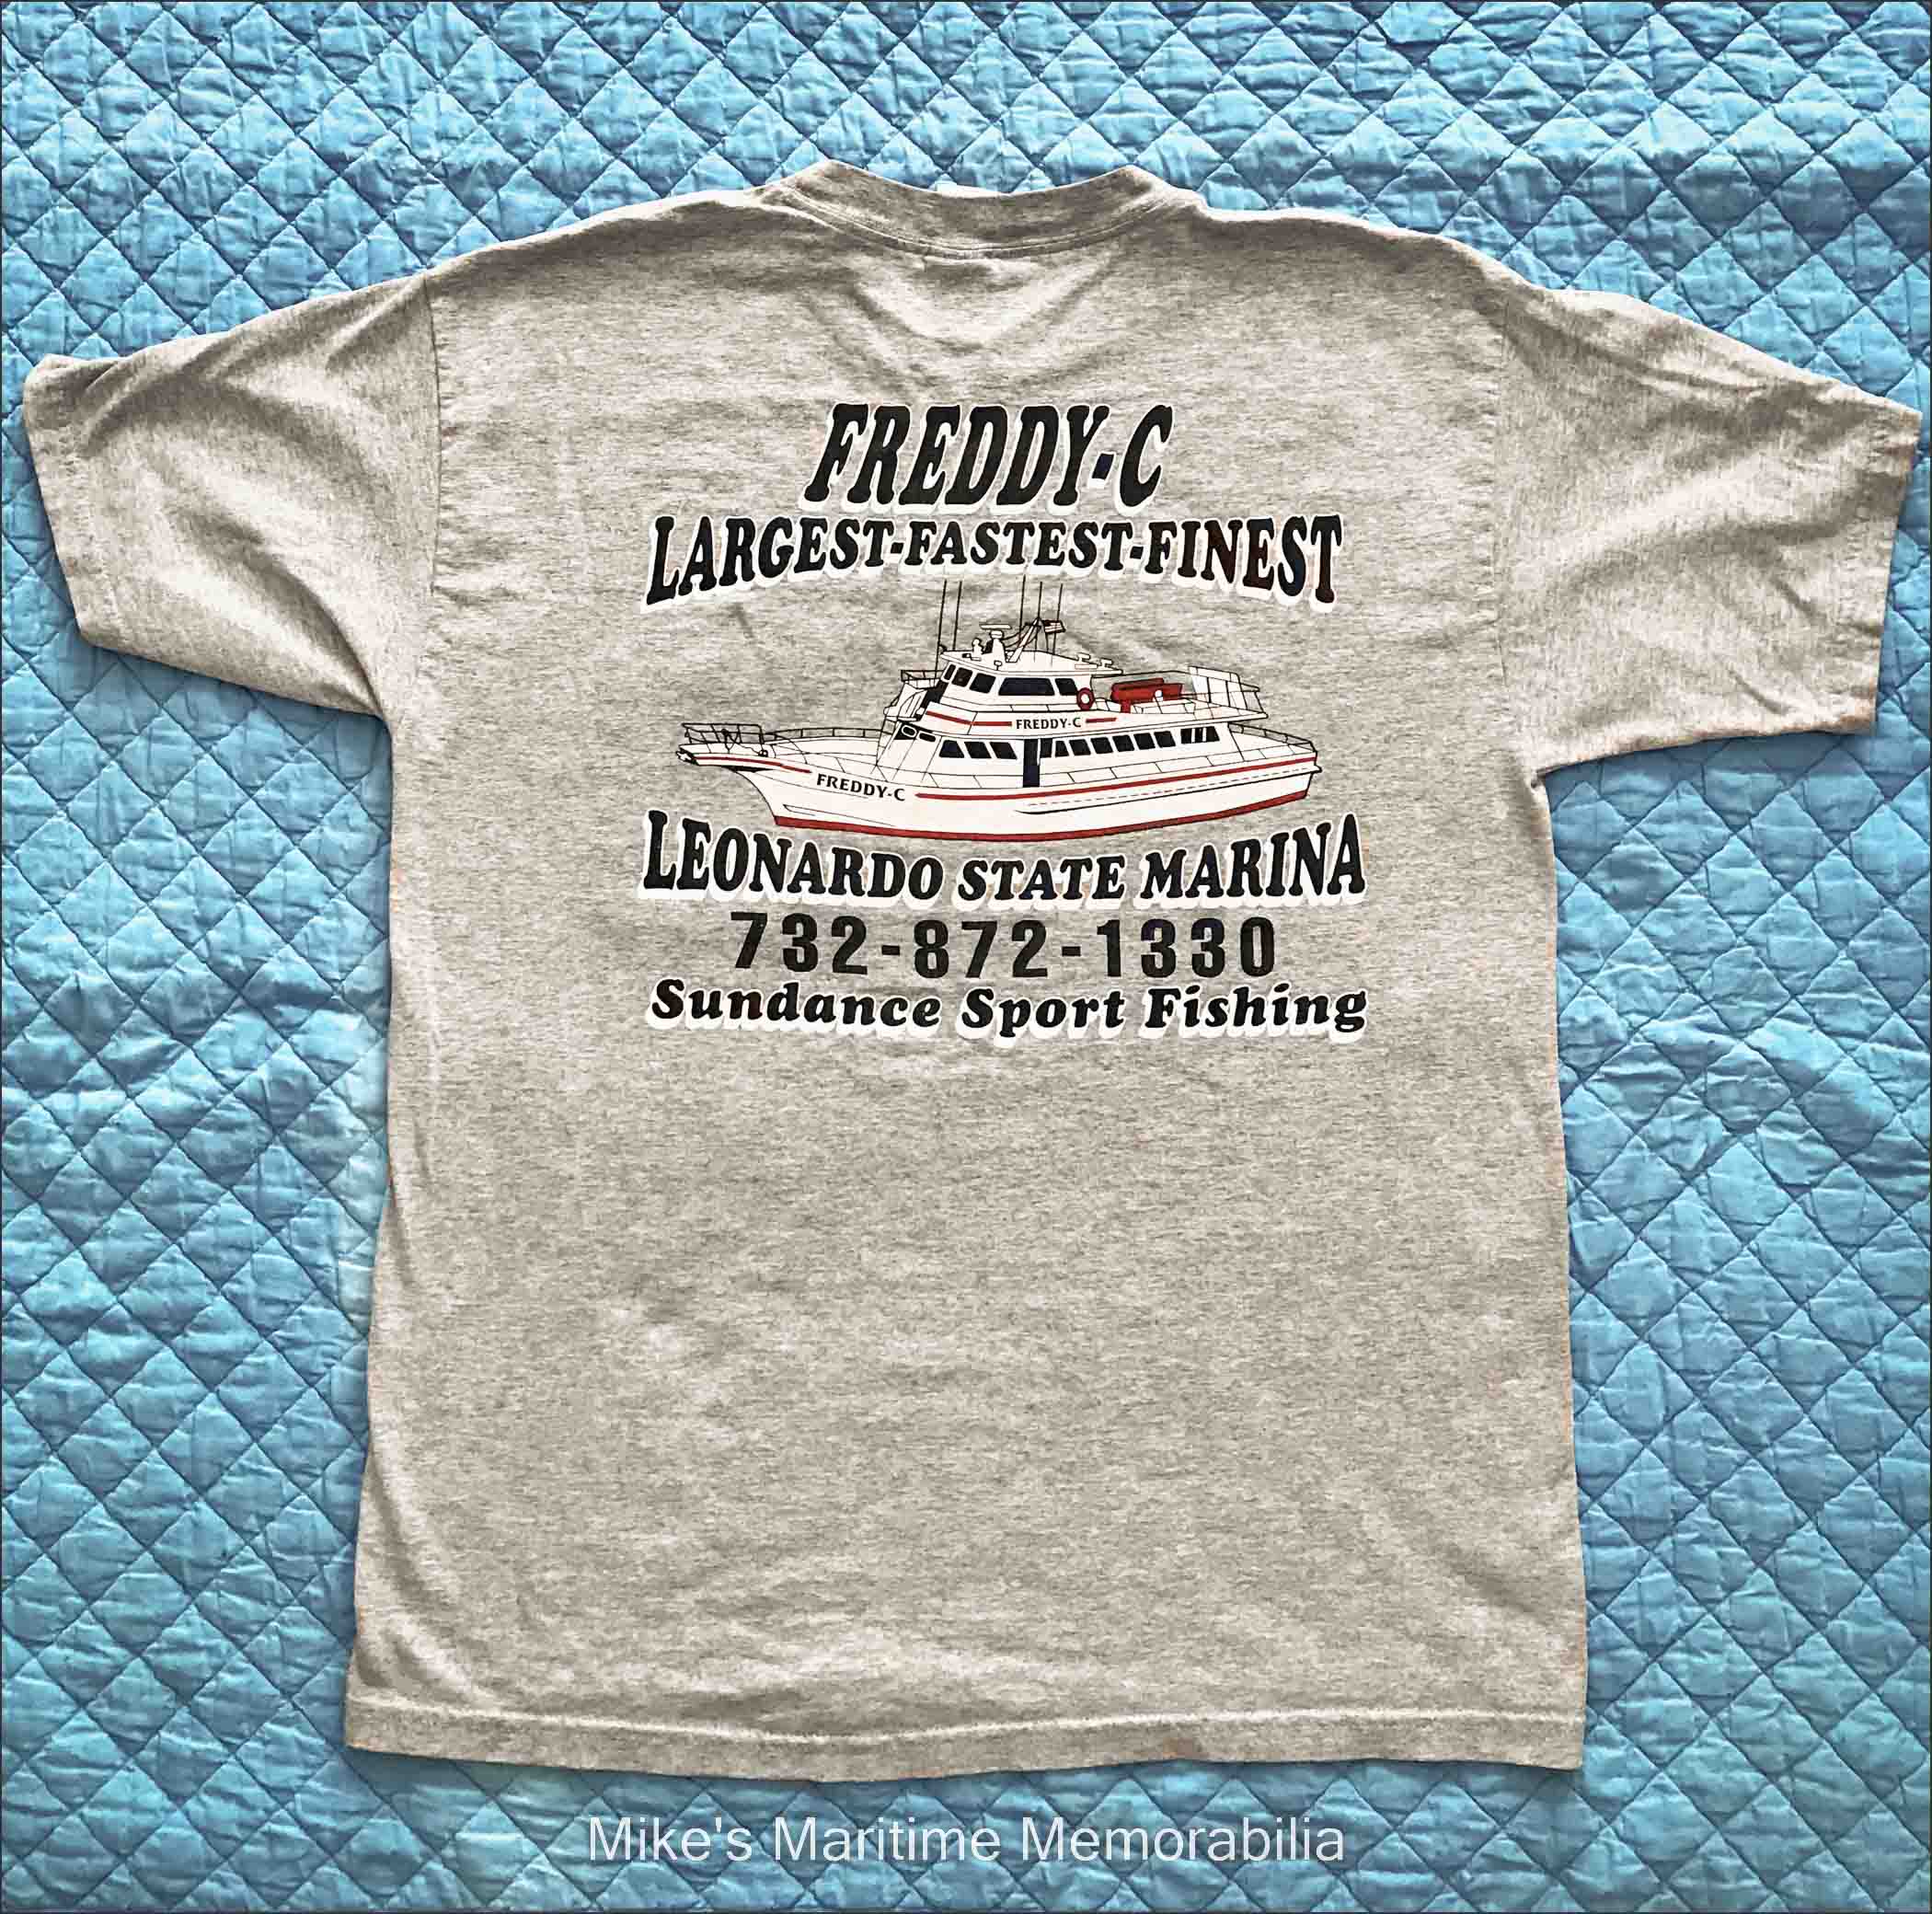 FREDDY-C
LARGEST-FASTEST-FINEST
FREDDY-C
FREDDY-C
LEONARDO STATE MARINA
732-872-1330
Sundance Sport Fishing
Mike's Maritime Memorabilia